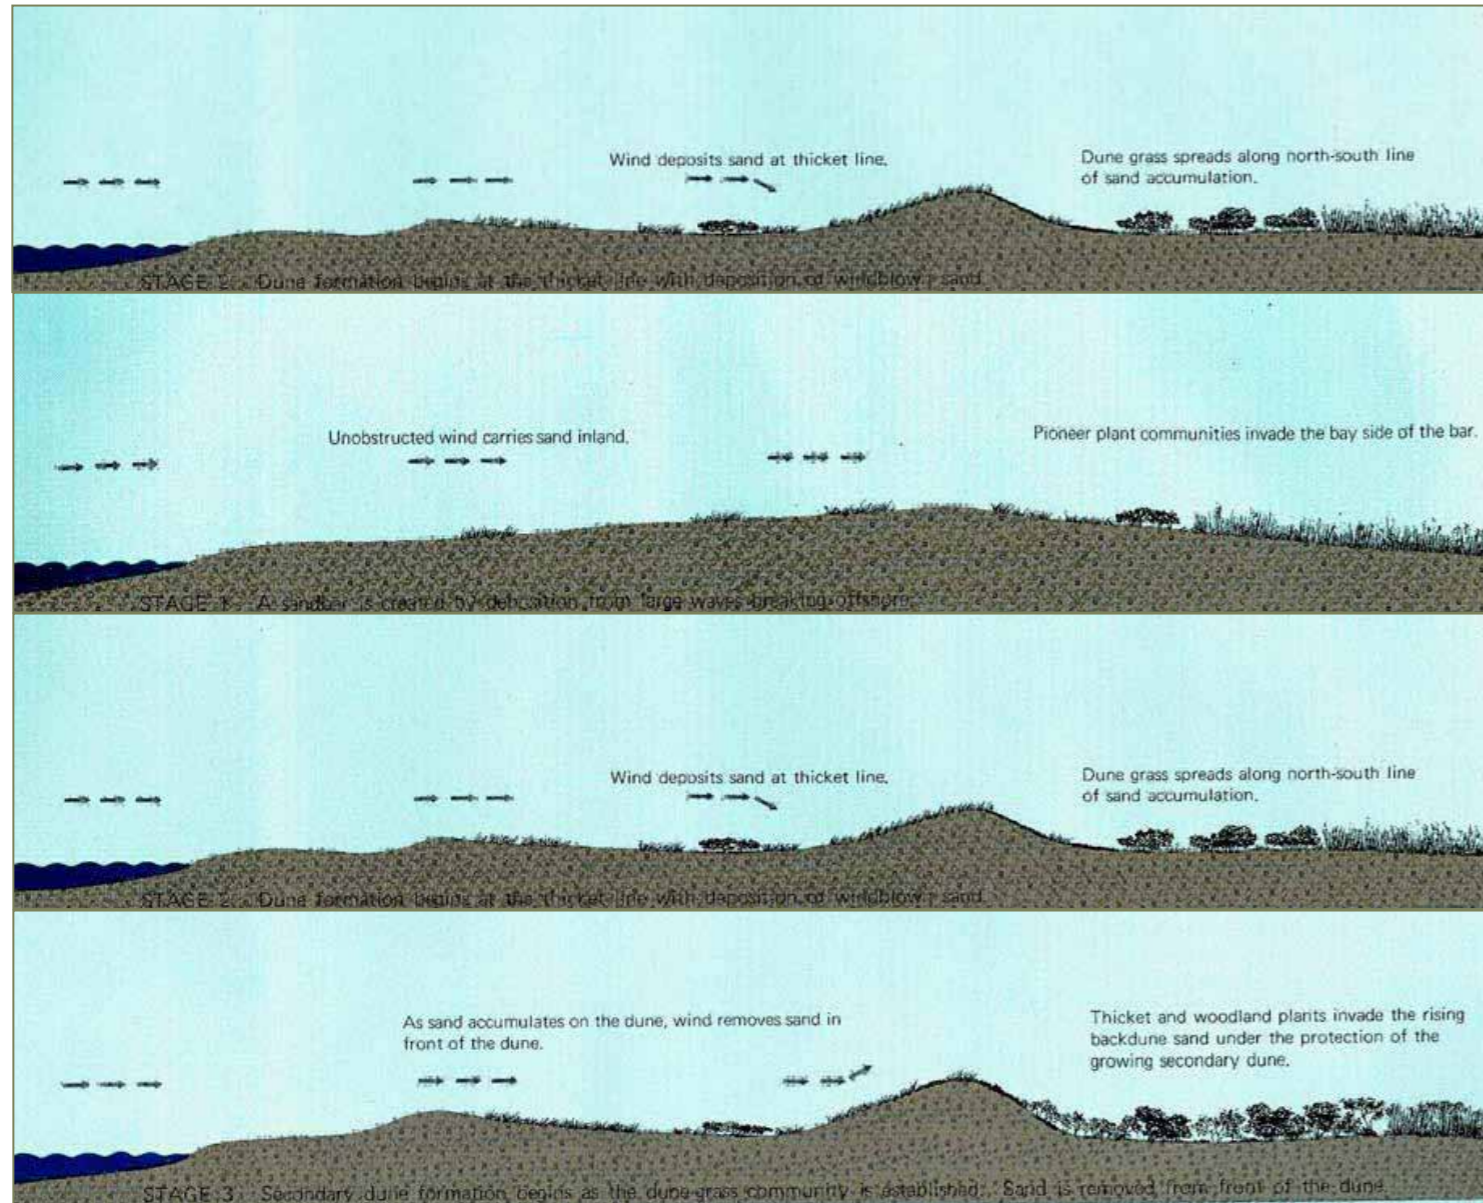 Wind deposits sand at thicket line.
Dune grass spreads along north-south line
of sand accumulation.
STAGE 2. Dune formation begins at the thicket line with deposition of windblow sand
Unobstructed wind carries sand inland.
Pioneer plant communities invade the bay side of the bar.
STAGE 1. A sandbar is created by deposition from large waves breaking offshore.
Wind deposits sand at thicket line.
Dune grass spreads along north-south line
of sand accumulation.
STAGE 2. Dune formation begins at the thicket line with deposition of windblow sand
As sand accumulates on the dune, wind removes sand in
front of the dune.
Thicket and woodland plants invade the rising
backdune sand under the protection of the
growing secondary dune.
STAGE 3. Secondary dune formation begins as the dune-grass community is established. Sand is removed from front of the dune.